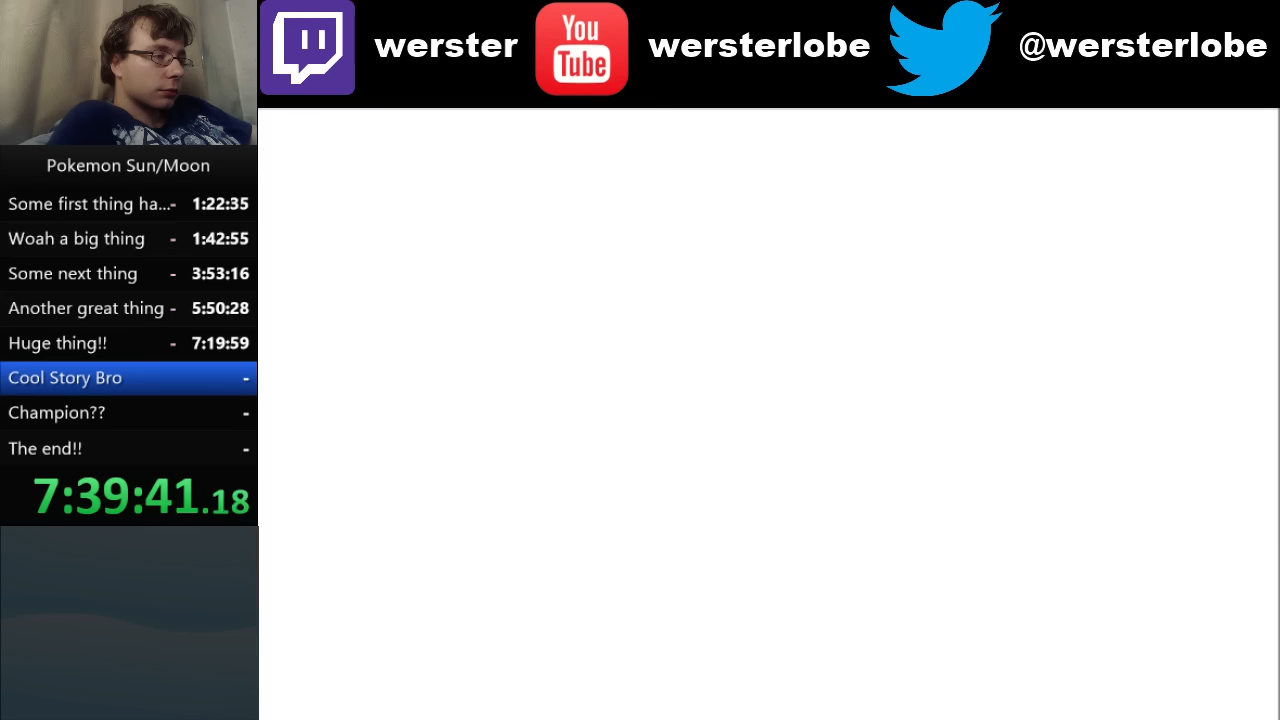 werster
You
Tube
wersterlobe
@wersterlobe
Pokemon Sun/Moon
Some first thing ha...- 1:22:35
Woah a big thing - 1:42:55
Some next thing - 3:53:16
Another great thing - 5:50:28
Huge thing!! - 7:19:59
Cool Story Bro -
Champion?? -
The end!! -
7:39:41.18